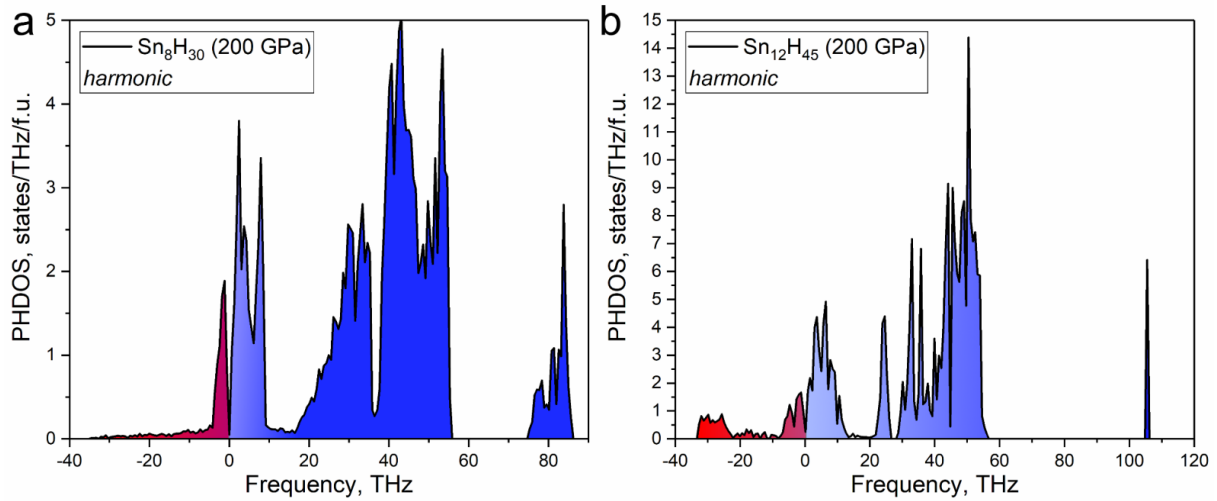 a
5
4
3
2
1
0
PHDOS, states/THz/f.u.
Sn₈H₃₀ (200 GPa)
harmonic
-40 -20 0 20 40 60 80
Frequency, THz
b
15
14
13
12
11
10
9
8
7
6
5
4
3
2
1
0
PHDOS, states/THz/f.u.
Sn₁₂H₄₅ (200 GPa)
harmonic
-40 -20 0 20 40 60 80 100 120
Frequency, THz